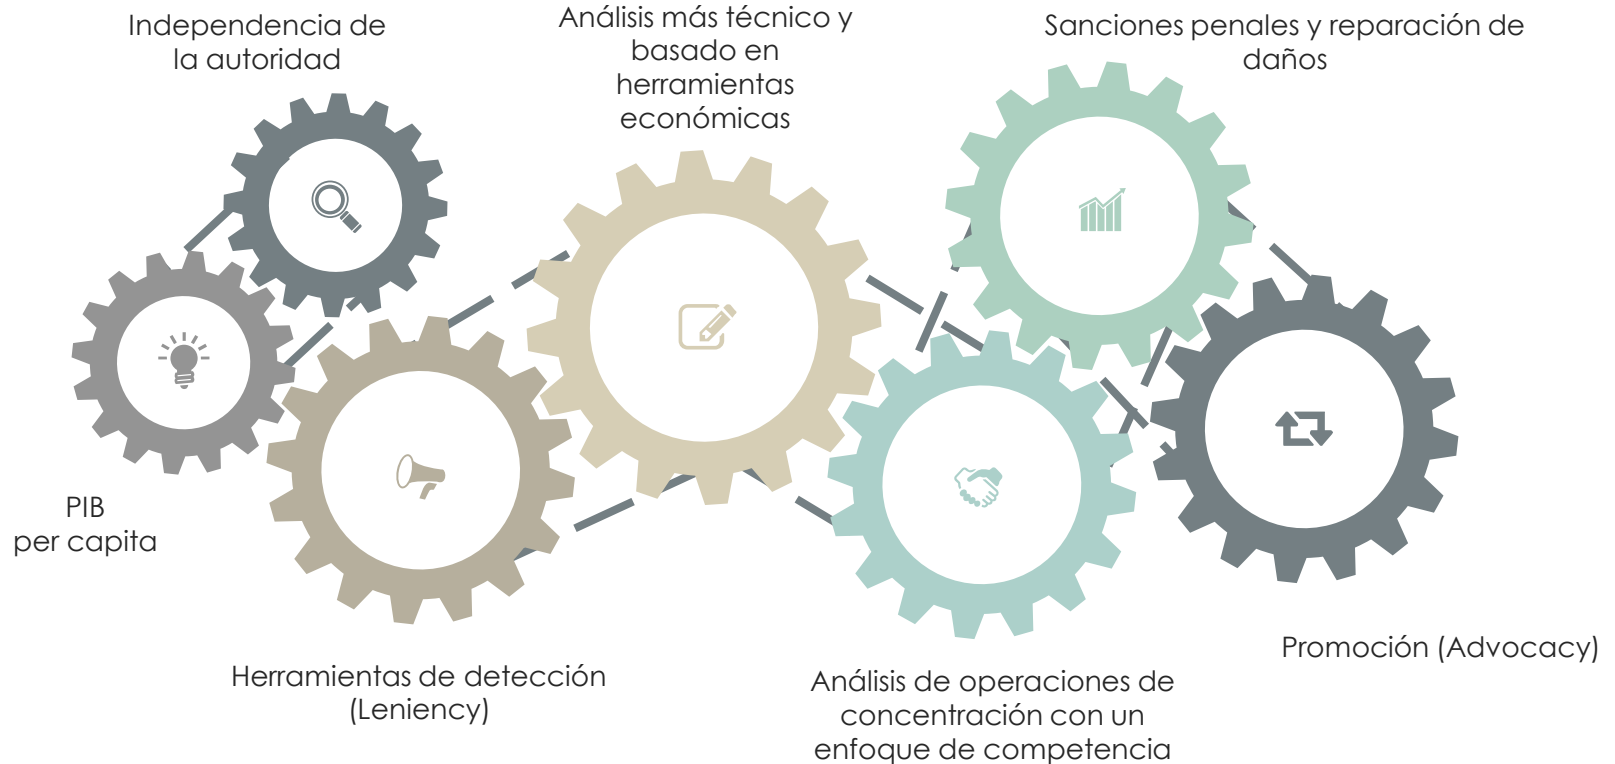 Independencia de
la autoridad
Análisis más técnico y
basado en
herramientas
económicas
Sanciones penales y reparación de
daños
PIB
per capita
Herramientas de detección
(Leniency)
Análisis de operaciones de
concentración con un
enfoque de competencia
Promoción (Advocacy)